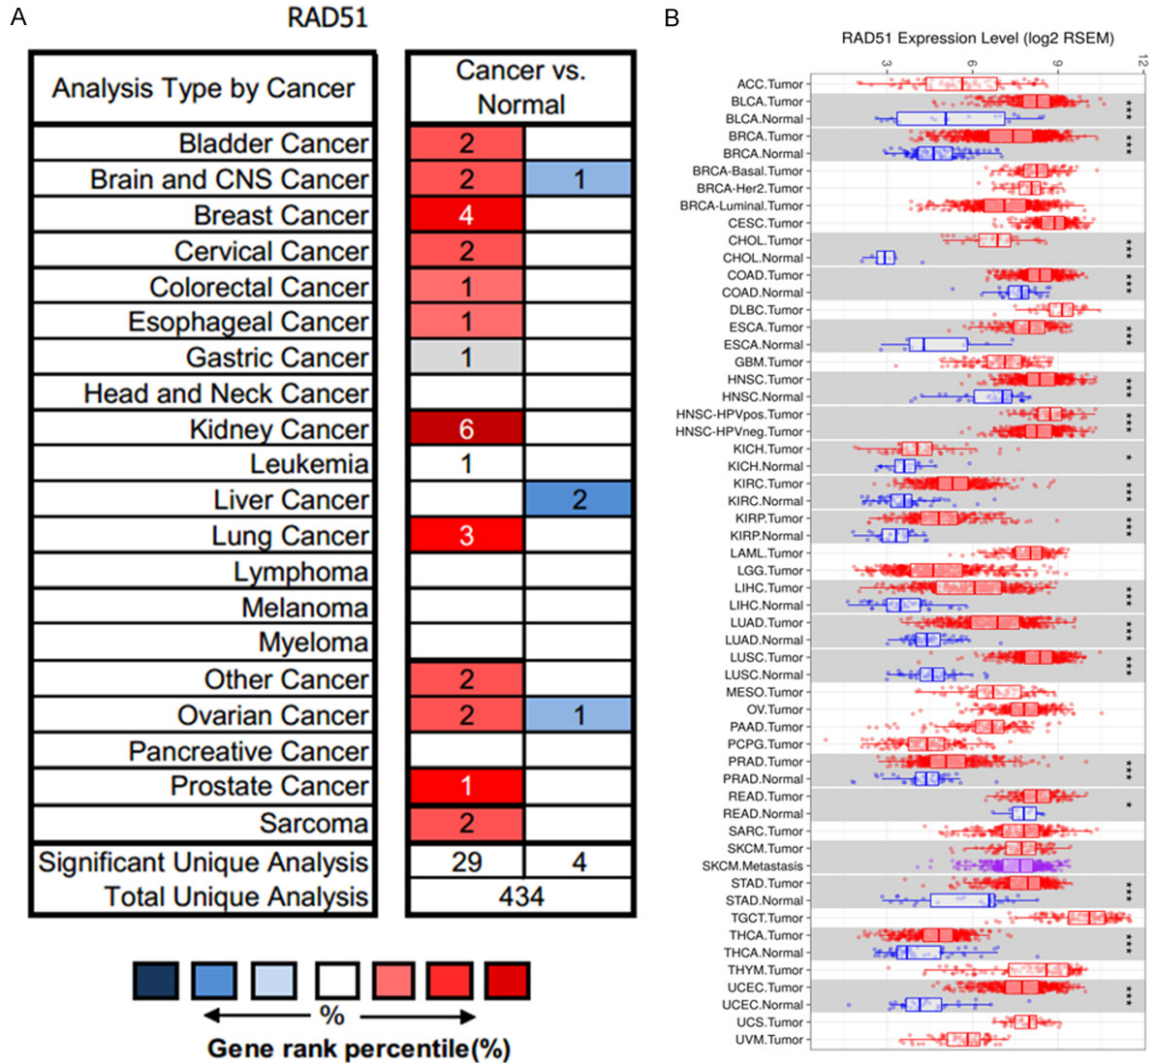 A
RAD51
Analysis Type by Cancer
Cancer vs.
Normal
Bladder Cancer 2
Brain and CNS Cancer 2 1
Breast Cancer 4
Cervical Cancer 2
Colorectal Cancer 1
Esophageal Cancer 1
Gastric Cancer 1
Head and Neck Cancer
Kidney Cancer 6
Leukemia 1
Liver Cancer 2
Lung Cancer 3
Lymphoma
Melanoma
Myeloma
Other Cancer 2
Ovarian Cancer 2 1
Pancreative Cancer
Prostate Cancer 1
Sarcoma 2
Significant Unique Analysis 29 4
Total Unique Analysis 434
%
Gene rank percentile(%)
B
RAD51 Expression Level (log2 RSEM)
3 6 9 12
ACC.Tumor
BLCA.Tumor ***
BLCA.Normal
BRCA.Tumor ***
BRCA.Normal
BRCA-Basal.Tumor
BRCA-Her2.Tumor
BRCA-Luminal.Tumor
CESC.Tumor
CHOL.Tumor ***
CHOL.Normal
COAD.Tumor ***
COAD.Normal
DLBC.Tumor
ESCA.Tumor ***
ESCA.Normal
GBM.Tumor
HNSC.Tumor ***
HNSC.Normal
HNSC-HPVpos.Tumor ***
HNSC-HPVneg.Tumor
KICH.Tumor *
KICH.Normal
KIRC.Tumor ***
KIRC.Normal
KIRP.Tumor ***
KIRP.Normal
LAML.Tumor
LGG.Tumor
LIHC.Tumor ***
LIHC.Normal
LUAD.Tumor ***
LUAD.Normal
LUSC.Tumor ***
LUSC.Normal
MESO.Tumor
OV.Tumor
PAAD.Tumor
PCPG.Tumor
PRAD.Tumor ***
PRAD.Normal
READ.Tumor *
READ.Normal
SARC.Tumor
SKCM.Tumor
SKCM.Metastasis
STAD.Tumor ***
STAD.Normal
TGCT.Tumor
THCA.Tumor ***
THCA.Normal
THYM.Tumor
UCEC.Tumor ***
UCEC.Normal
UCS.Tumor
UVM.Tumor